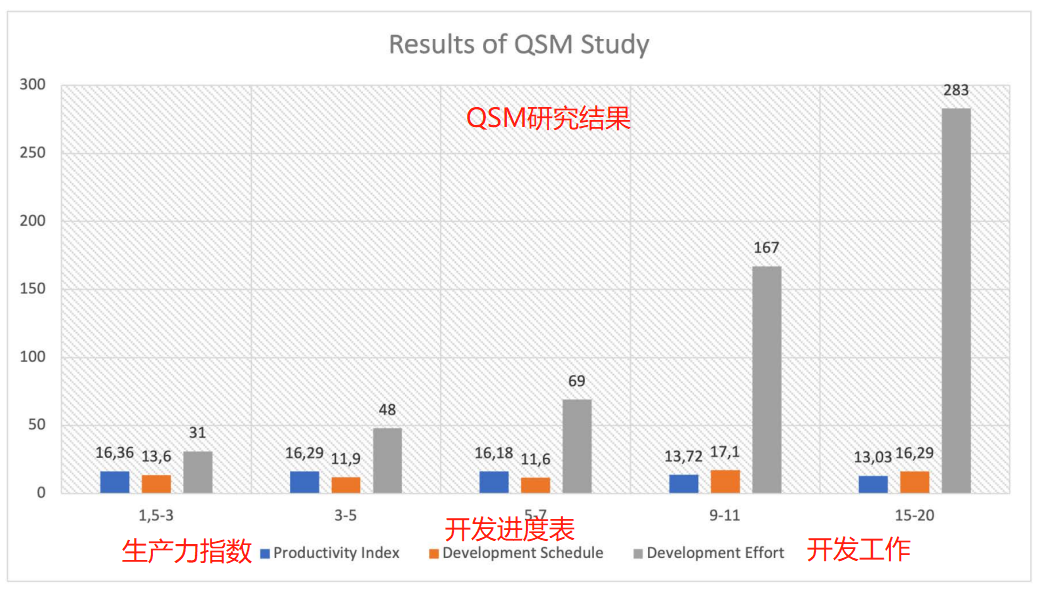 Results of QSM Study
QSM研究结果
300
250
200
150
100
50
0
16,36 13,6 31
16,29 11,9 48
16,18 11,6 69
13,72 17,1 167
13,03 16,29 283
1,5-3 3-5 5-7 9-11 15-20
生产力指数 Productivity Index 开发进度表 Development Schedule Development Effort 开发工作